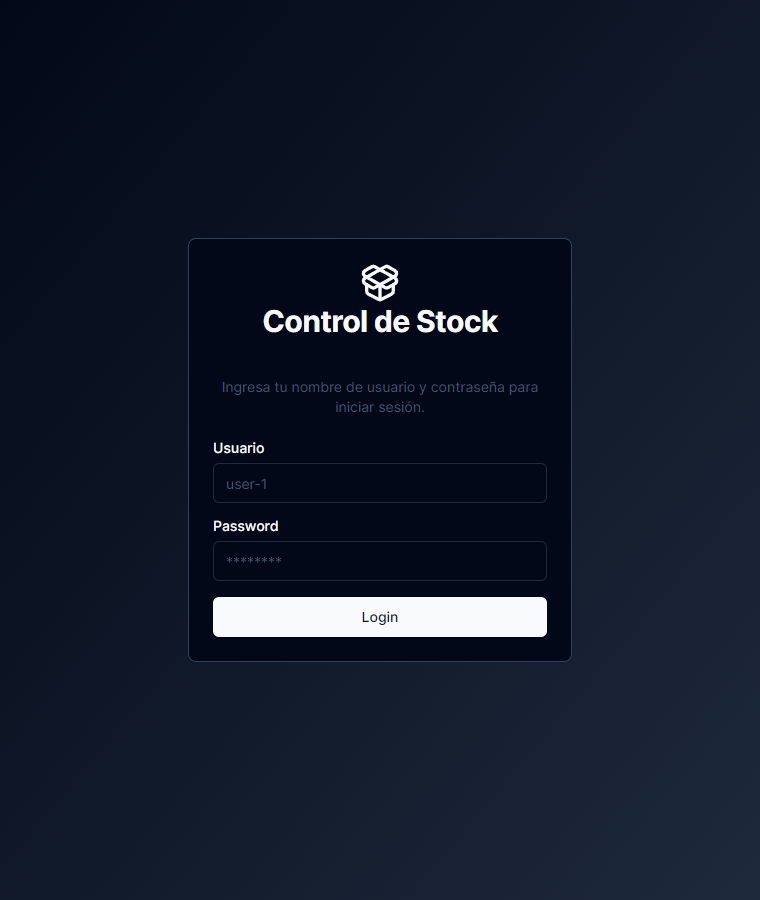 Control de Stock
Ingresa tu nombre de usuario y contraseña para
iniciar sesión.
Usuario
user-1
Password
********
Login